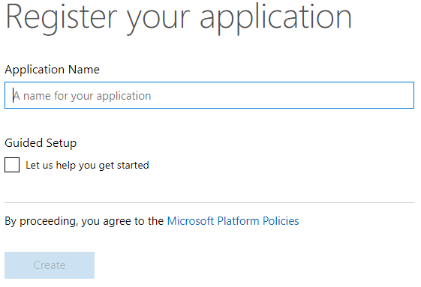 Register your application
Application Name
A name for your application
Guided Setup
Let us help you get started
By proceeding, you agree to the Microsoft Platform Policies
Create